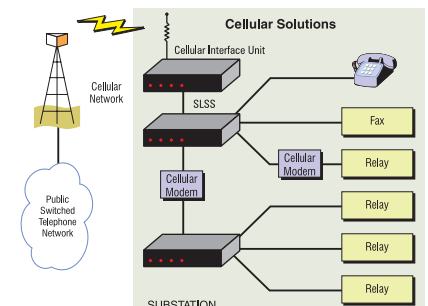 Cellular Solutions
Cellular Interface Unit
Cellular
Network
SLSS
Fax
Cellular
Modem
Relay
Cellular
Modem
Public
Switched
Telephone
Network
Relay
Relay
Relay
SUBSTATION